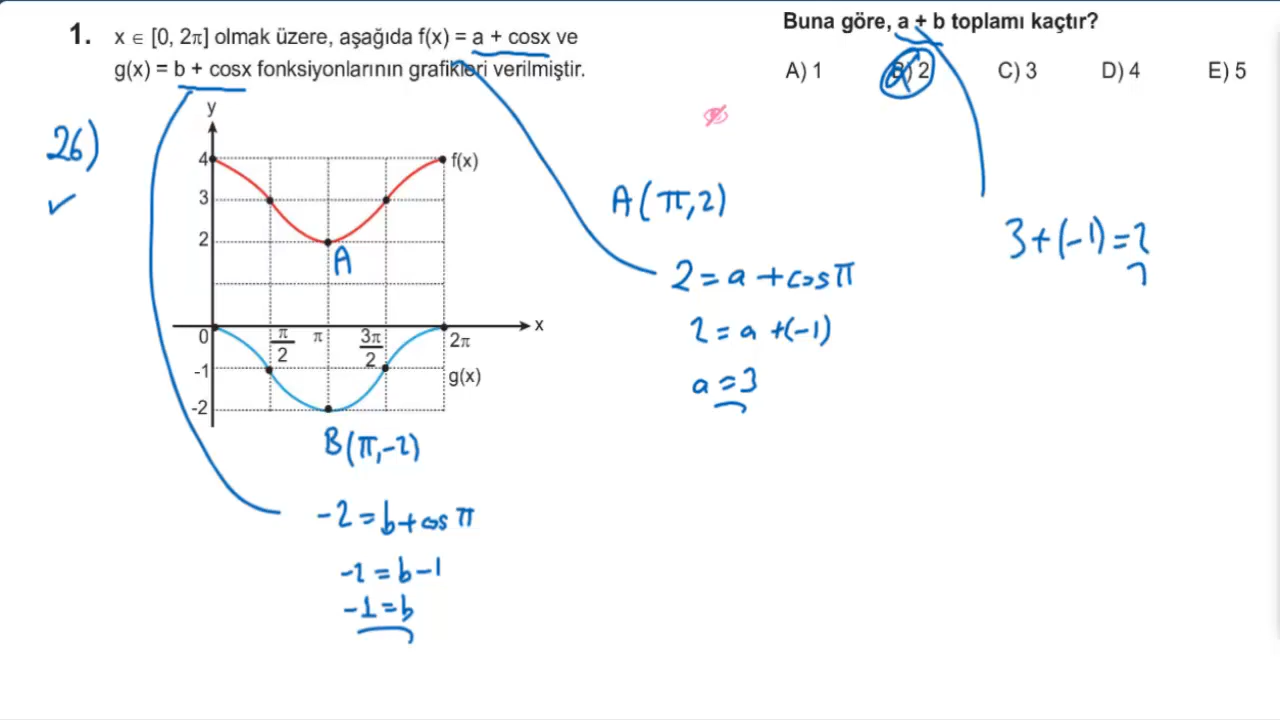 1. x ∈ [0, 2π] olmak üzere, aşağıda f(x) = a + cosx ve
g(x) = b + cosx fonksiyonlarının grafikleri verilmiştir.
26)
y
4
3
2
0
-1
-2
π/2
π
3π/2
2π
x
f(x)
g(x)
A
B(π,-2)
-2=b+cosπ
-2=b-1
-1=b
Buna göre, a + b toplamı kaçtır?
A) 1 B) 2 C) 3 D) 4 E) 5
A(π,2)
2=a+cosπ
2=a+(-1)
a=3
3+(-1)=2